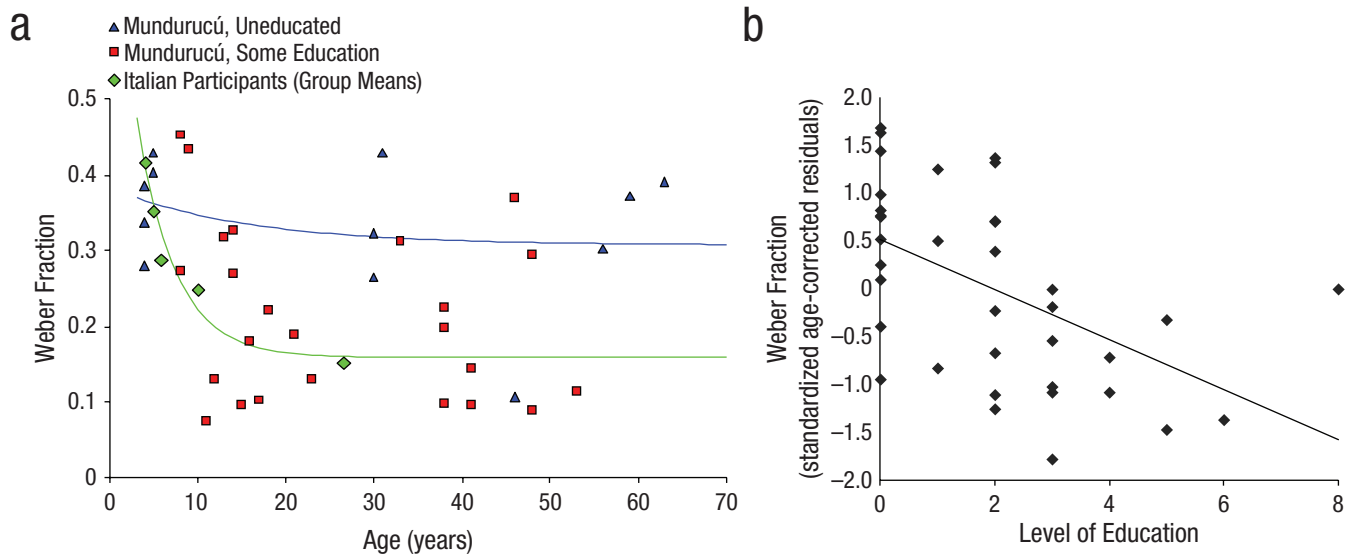 a
Mundurucú, Uneducated
Mundurucú, Some Education
Italian Participants (Group Means)
0.5
0.4
0.3
0.2
0.1
0
Weber Fraction
0 10 20 30 40 50 60 70
Age (years)
b
2.0
1.5
1.0
0.5
0
−0.5
−1.0
−1.5
−2.0
Weber Fraction
(standardized age-corrected residuals)
0 2 4 6 8
Level of Education